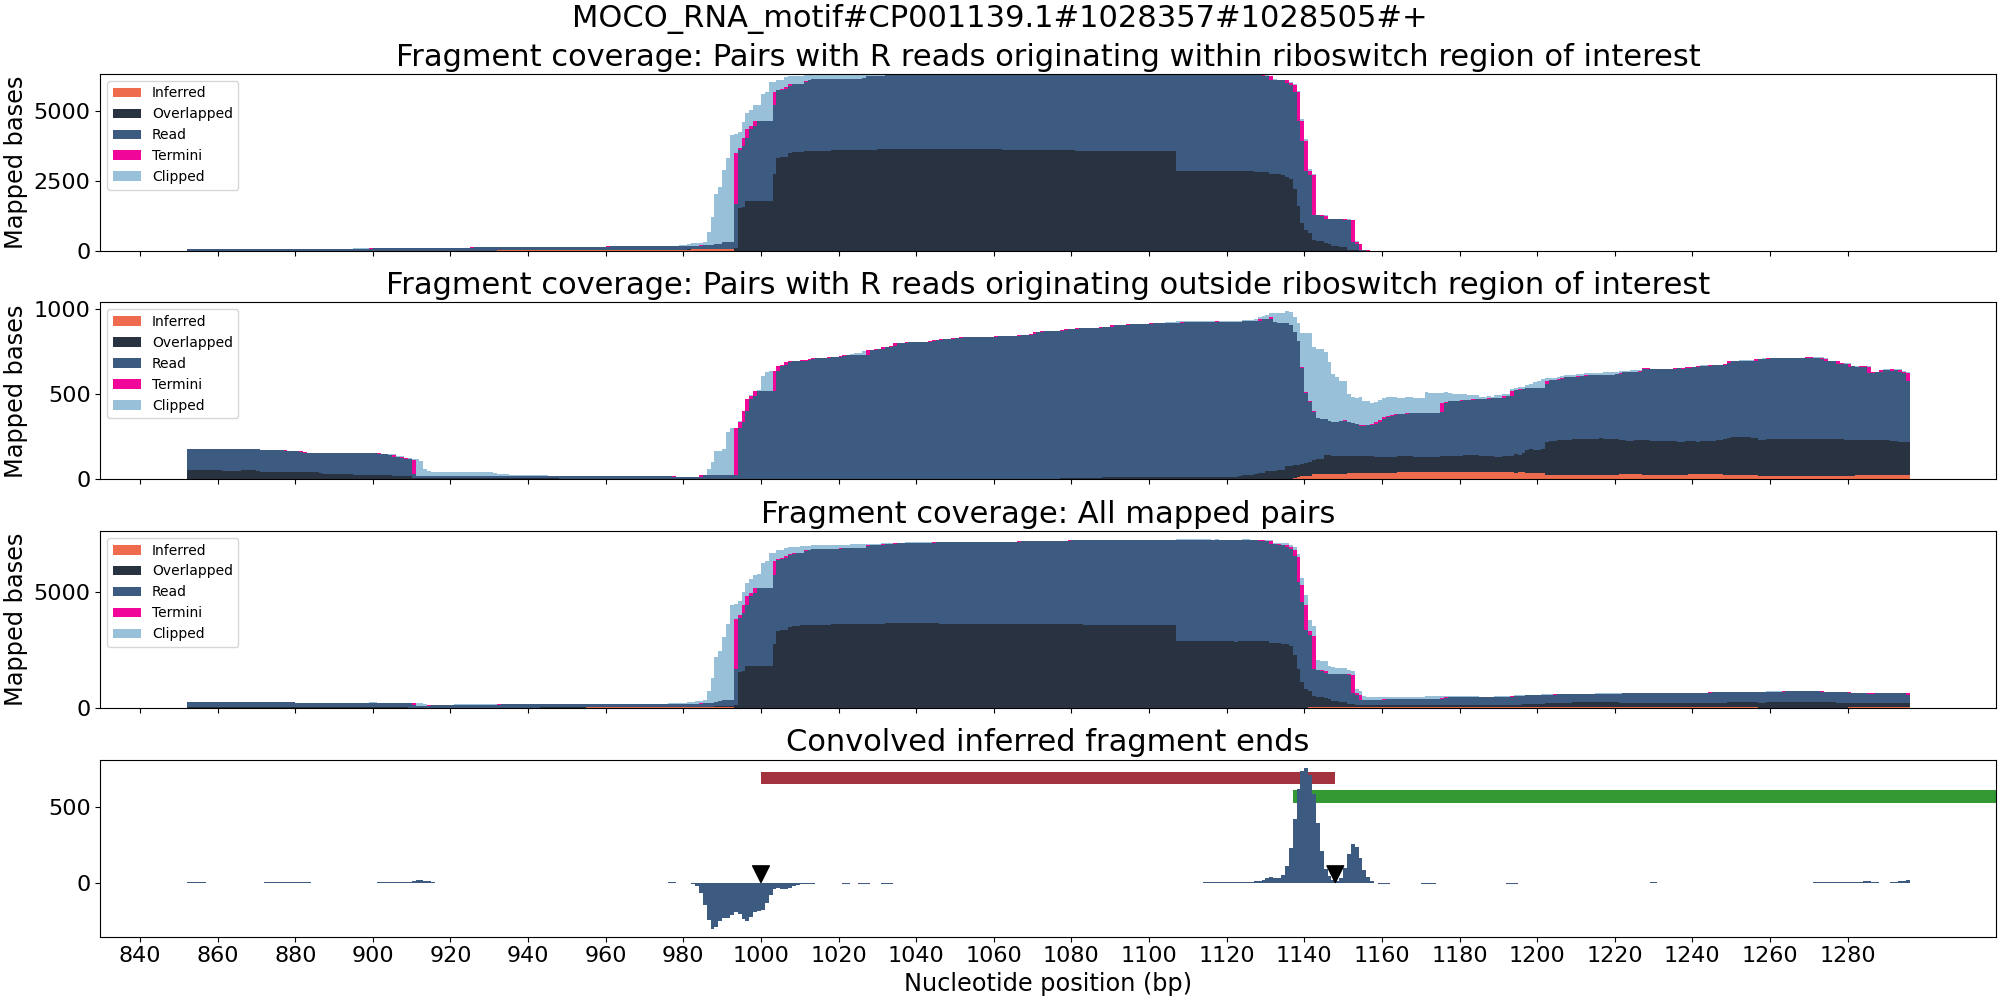 MOCO_RNA_motif#CP001139.1#1028357#1028505#+
Fragment coverage: Pairs with R reads originating within riboswitch region of interest
Mapped bases
5000
2500
0
Inferred
Overlapped
Read
Termini
Clipped
Fragment coverage: Pairs with R reads originating outside riboswitch region of interest
Mapped bases
1000
500
0
Inferred
Overlapped
Read
Termini
Clipped
Fragment coverage: All mapped pairs
Mapped bases
5000
0
Inferred
Overlapped
Read
Termini
Clipped
Convolved inferred fragment ends
500
0
840 860 880 900 920 940 960 980 1000 1020 1040 1060 1080 1100 1120 1140 1160 1180 1200 1220 1240 1260 1280
Nucleotide position (bp)